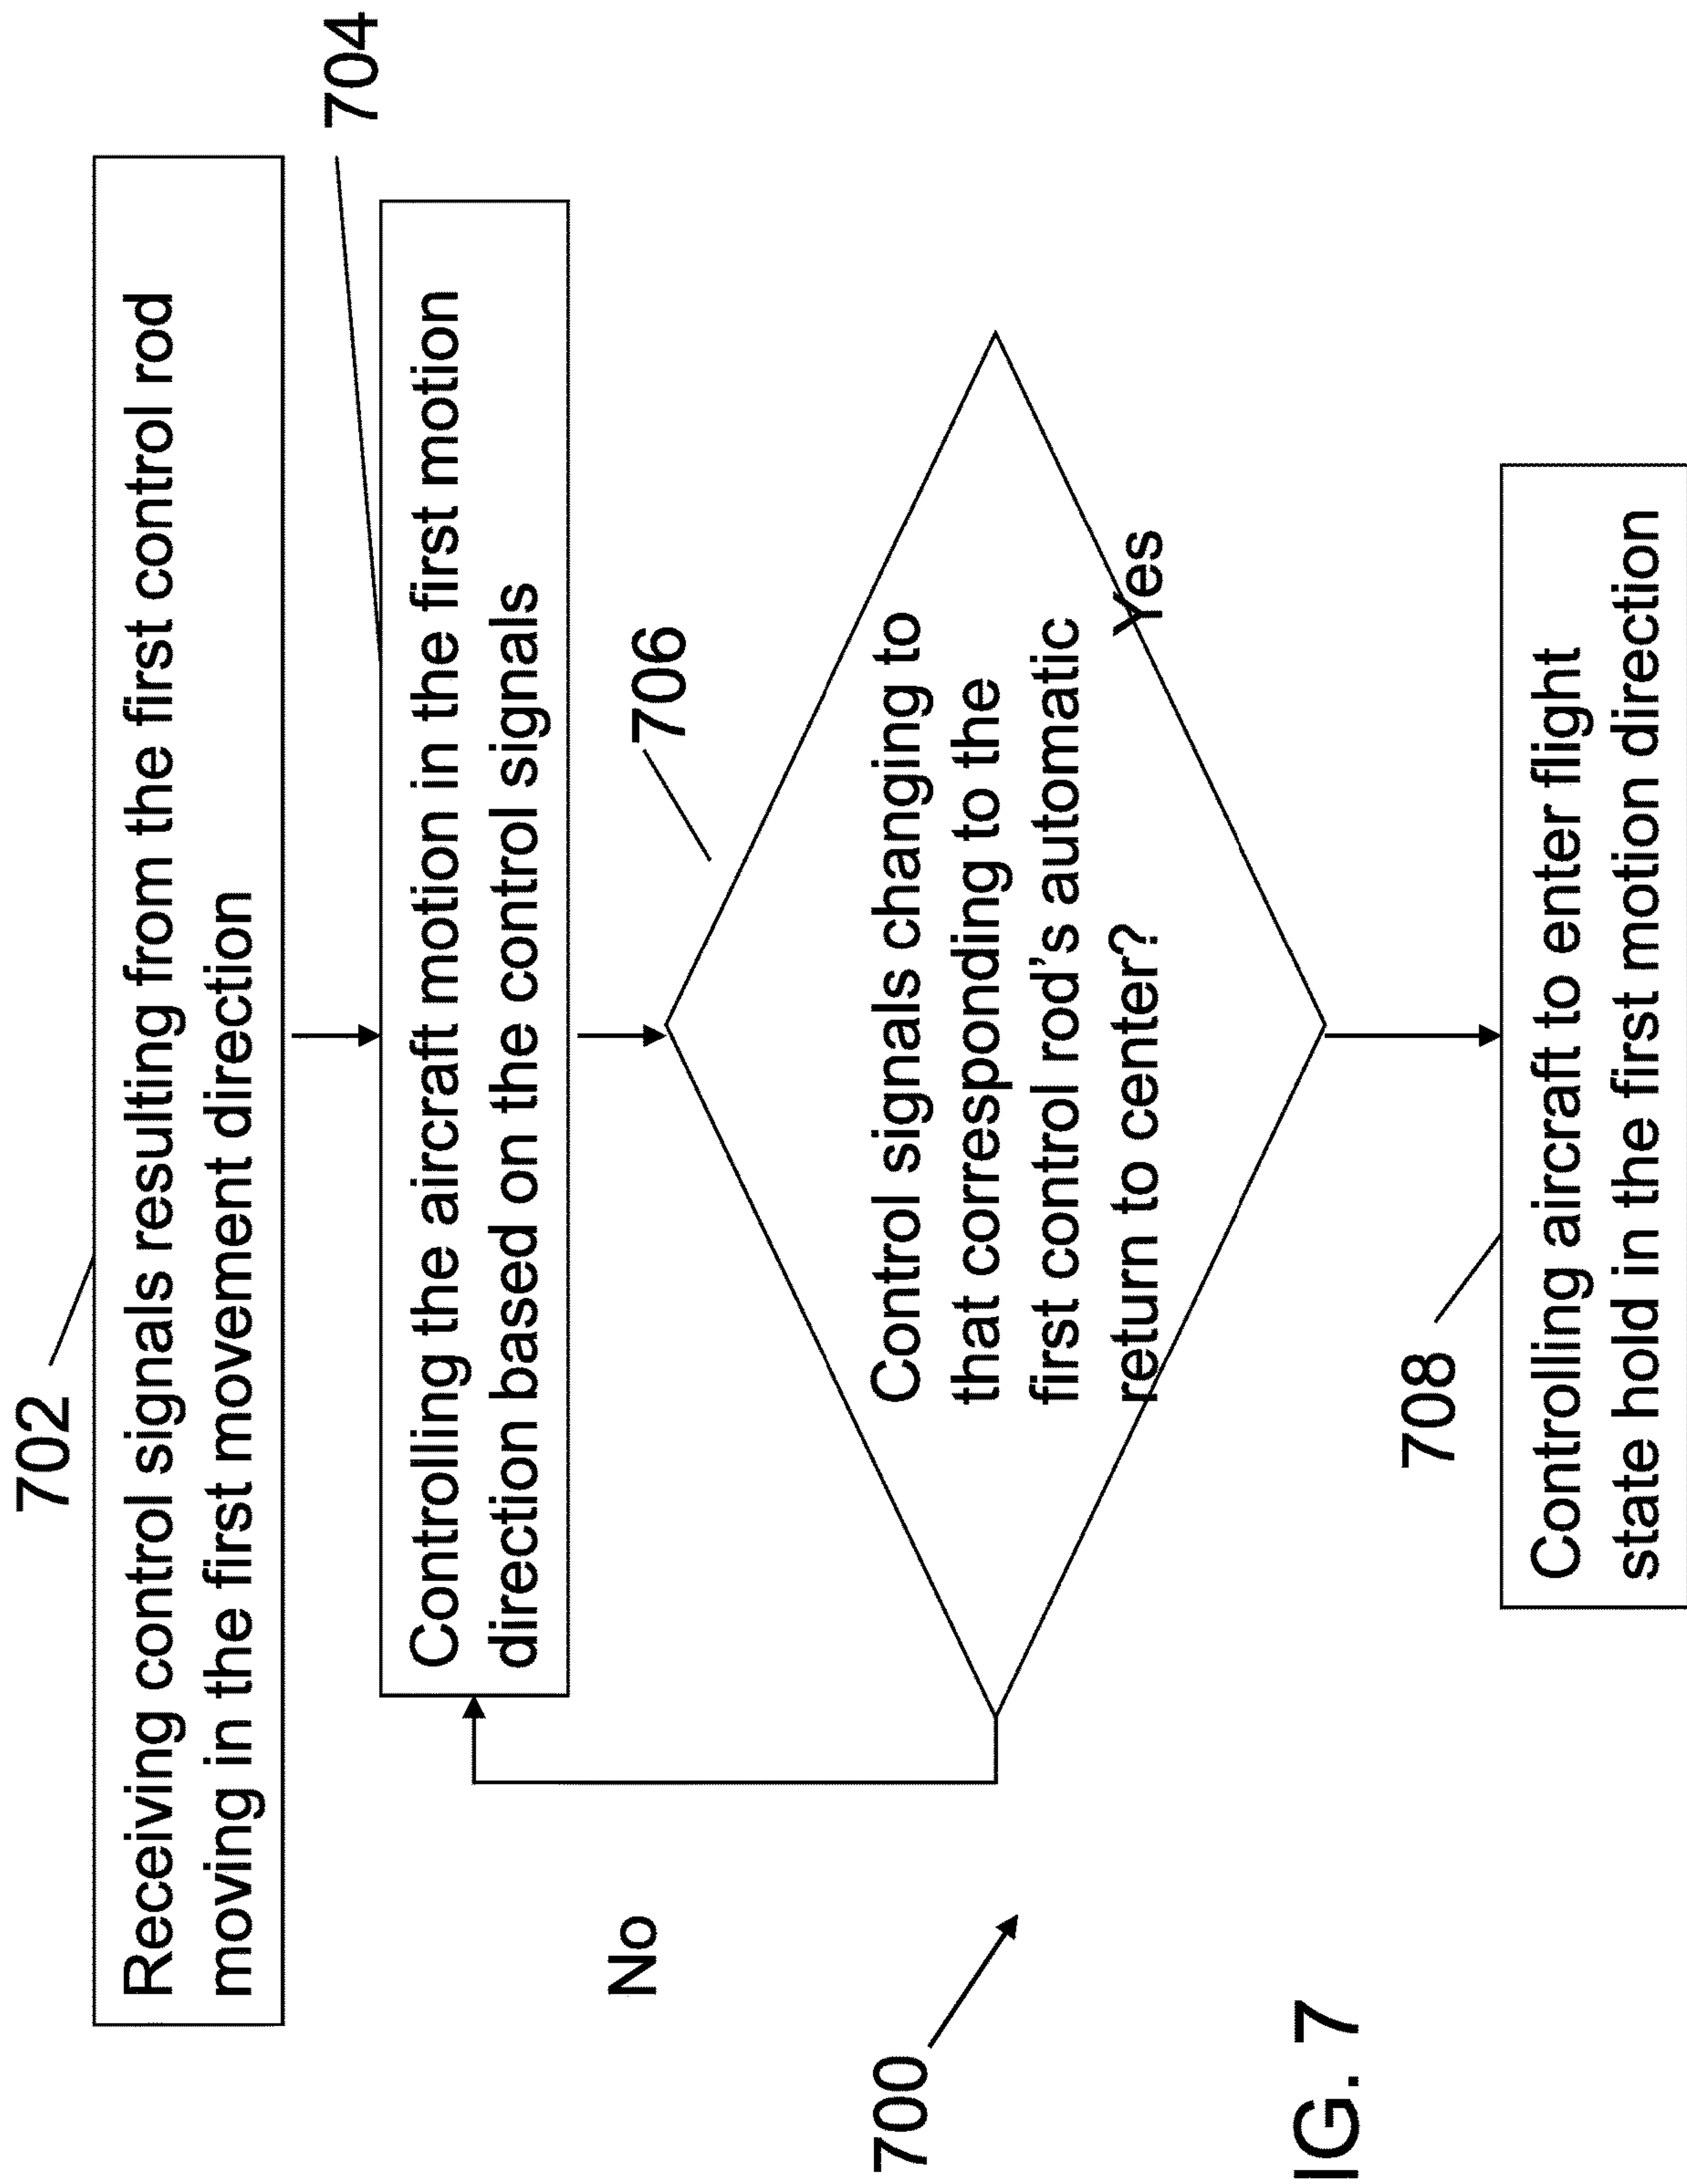 702
Receiving control signals resulting from the first control rod
moving in the first movement direction
704
Controlling the aircraft motion in the first motion
direction based on the control signals
No
706
Control signals changing to
that corresponding to the
first control rod's automatic
return to center?
Yes
700
708
Controlling aircraft to enter flight
state hold in the first motion direction
IG. 7